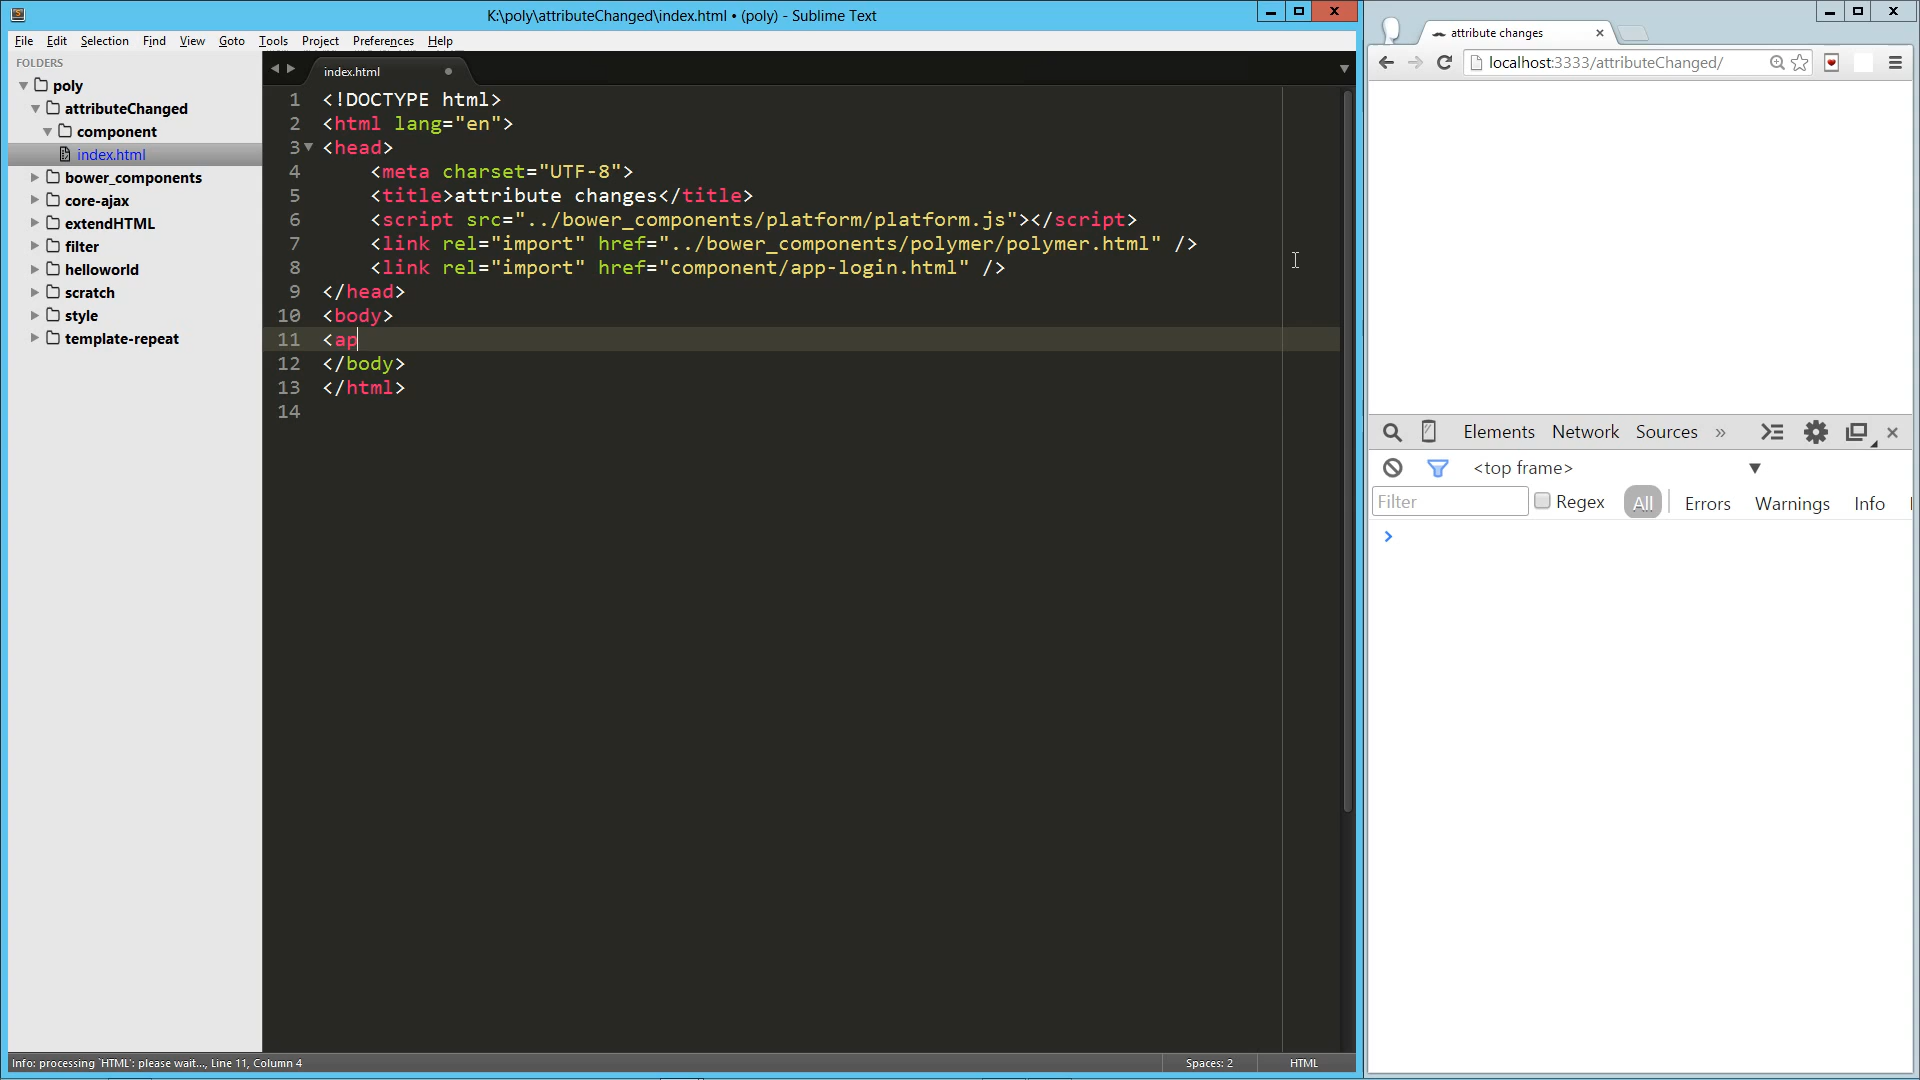 K:\poly\attributeChanged\index.html • (poly) - Sublime Text
File Edit Selection Find View Goto Tools Project Preferences Help
FOLDERS
poly
attributeChanged
component
index.html
bower_components
core-ajax
extendHTML
filter
helloworld
scratch
style
template-repeat
index.html
1 <!DOCTYPE html>
2 <html lang="en">
3 <head>
4 <meta charset="UTF-8">
5 <title>attribute changes</title>
6 <script src="../bower_components/platform/platform.js"></script>
7 <link rel="import" href="../bower_components/polymer/polymer.html" />
8 <link rel="import" href="component/app-login.html" />
9 </head>
10 <body>
11 <ap
12 </body>
13 </html>
14
Info: processing `HTML': please wait..., Line 11, Column 4
Spaces: 2
HTML
attribute changes
localhost:3333/attributeChanged/
Elements Network Sources »
<top frame>
Filter Regex All Errors Warnings Info